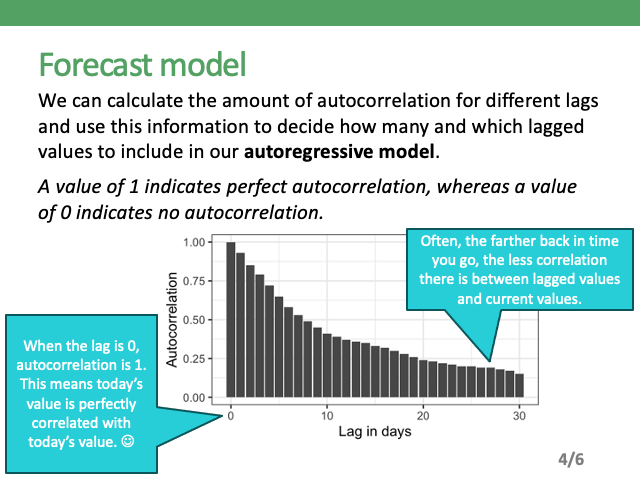 Forecast model
We can calculate the amount of autocorrelation for different lags
and use this information to decide how many and which lagged
values to include in our autoregressive model.
A value of 1 indicates perfect autocorrelation, whereas a value
of 0 indicates no autocorrelation.
Often, the farther back in time
you go, the less correlation
there is between lagged values
and current values.
When the lag is 0,
autocorrelation is 1.
This means today’s
value is perfectly
correlated with
today’s value. ☺
Autocorrelation
1.00
0.75
0.50
0.25
0.00
0 10 20 30
Lag in days
4/6